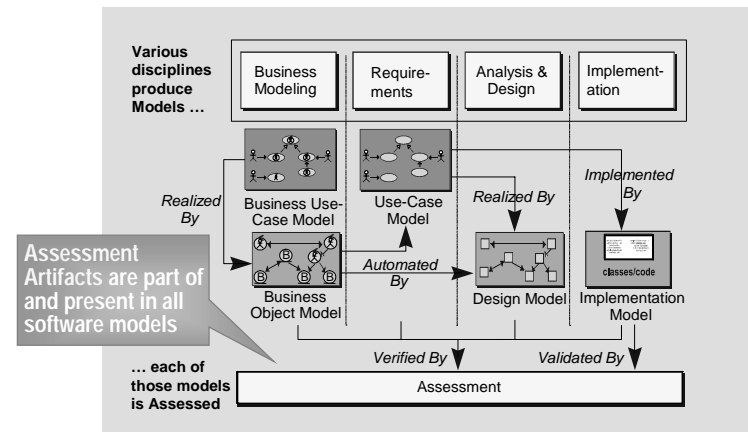 Various
disciplines
produce
Models ...
Business
Modeling
Require-
ments
Analysis &
Design
Implement-
ation
Realized
By
Business Use-
Case Model
Use-Case
Model
Realized By
Implemented
By
Assessment
Artifacts are part of
and present in all
software models
B
B
B
B
Business
Object Model
Automated
By
Design Model
classes/code
Implementation
Model
Verified By
Validated By
... each of
those models
is Assessed
Assessment